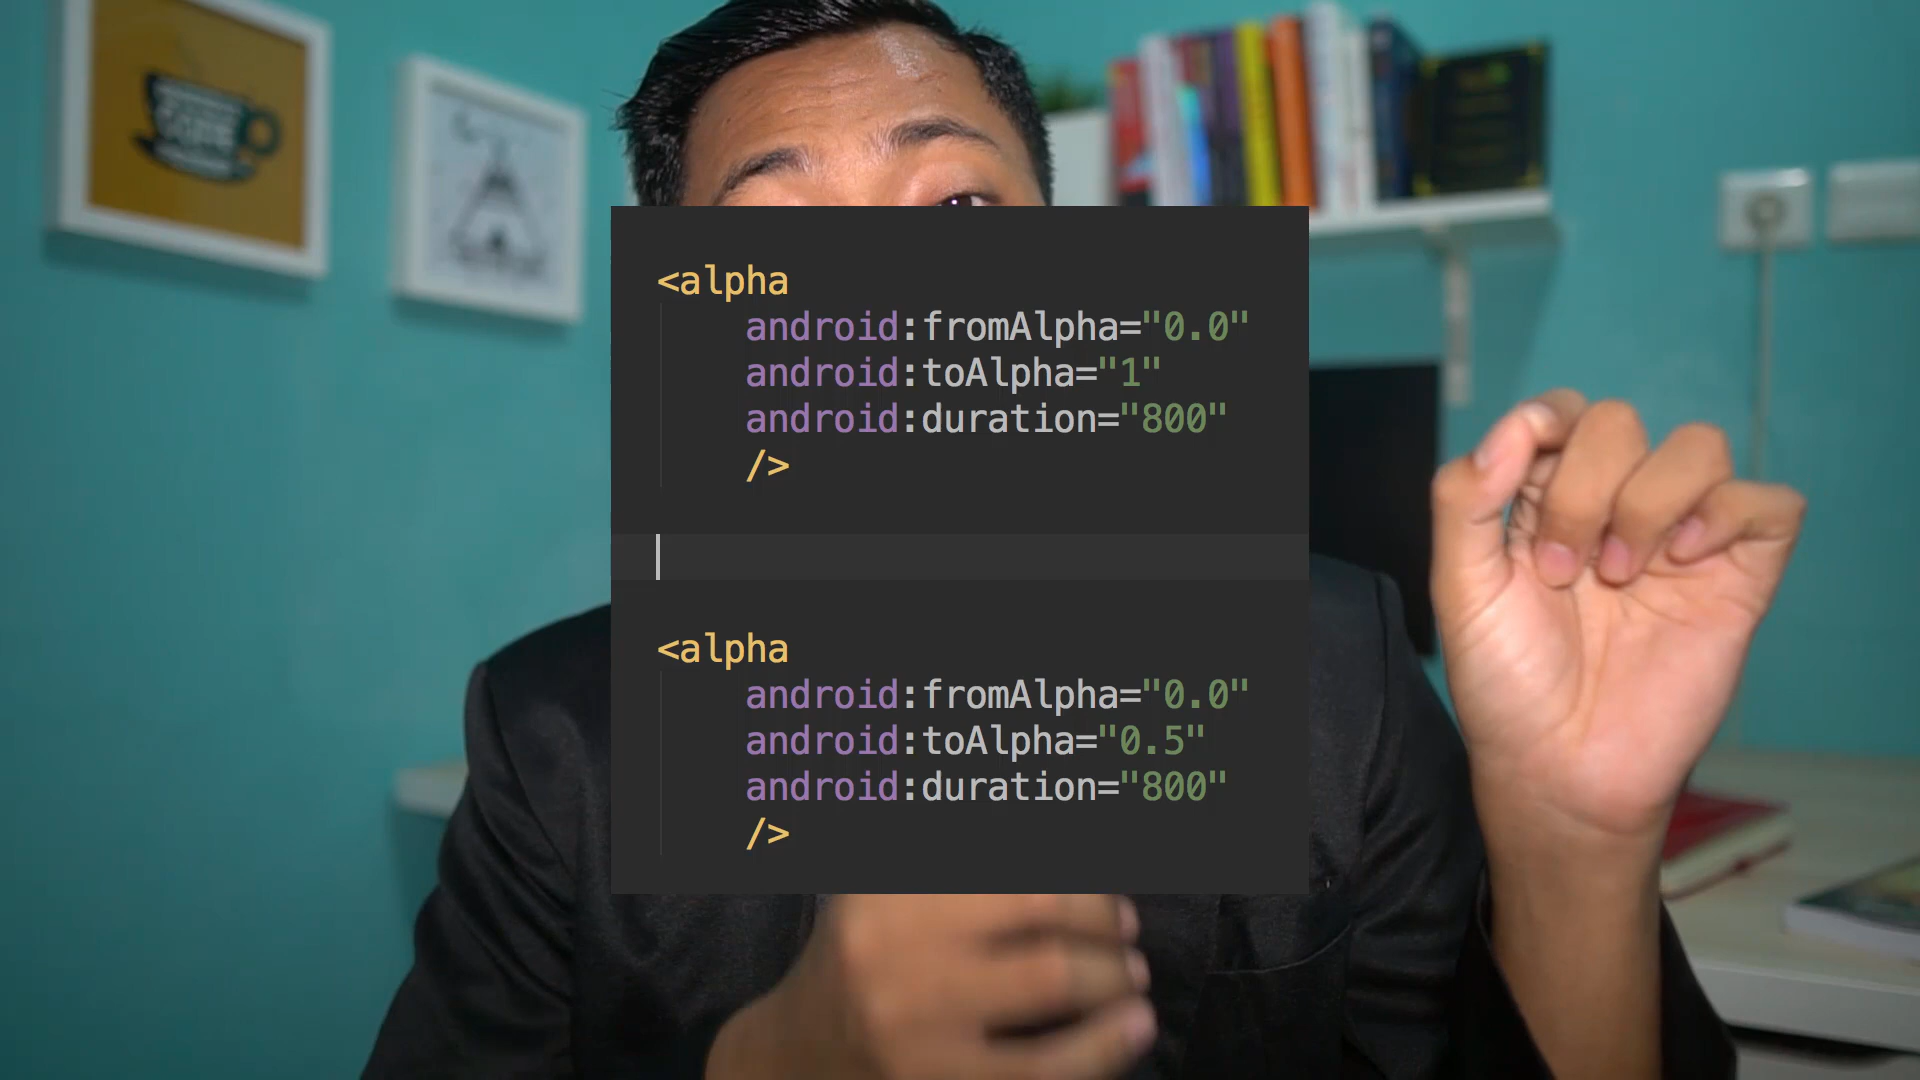 <alpha
android:fromAlpha="0.0"
android:toAlpha="1"
android:duration="800"
/>
<alpha
android:fromAlpha="0.0"
android:toAlpha="0.5"
android:duration="800"
/>